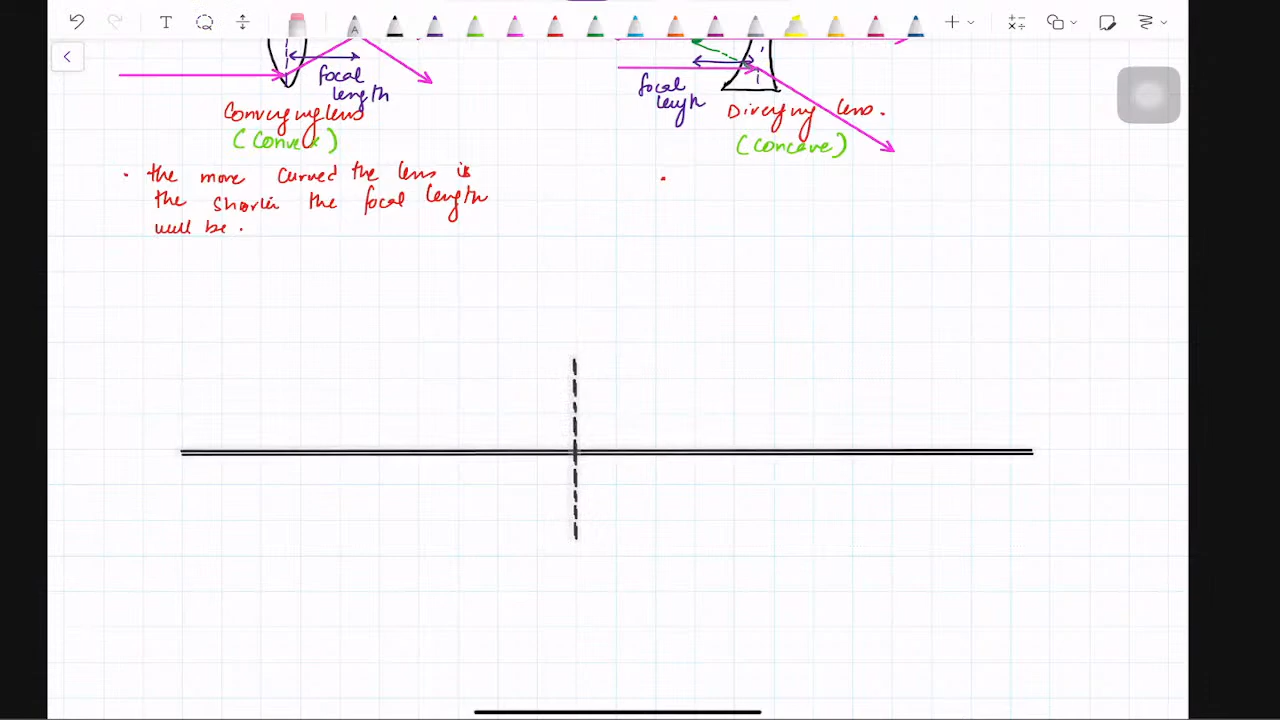 focal
length
Converging lens
(Convex)
· the more curved the lens is
the shorter the focal length
will be.
focal
length
Diverging lens.
(concave)
T
A